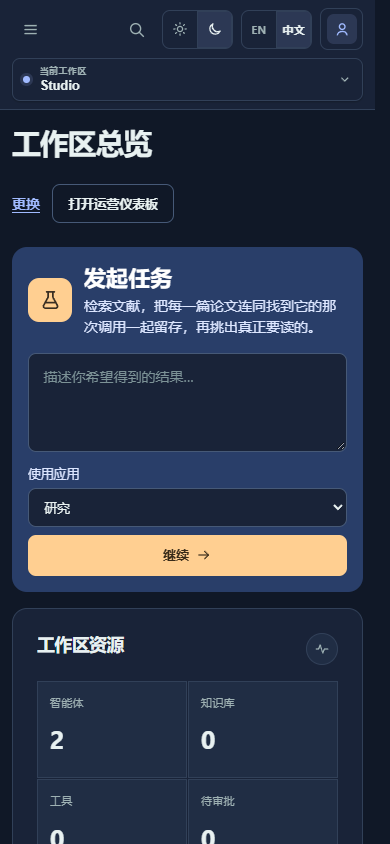 EN
中文
当前工作区
Studio
工作区总览
更换
打开运营仪表板
发起任务
检索文献，把每一篇论文连同找到它的那
次调用一起留存，再挑出真正要读的。
描述你希望得到的结果...
使用应用
研究
继续 →
工作区资源
智能体
知识库
2
0
工具
待审批
0
0